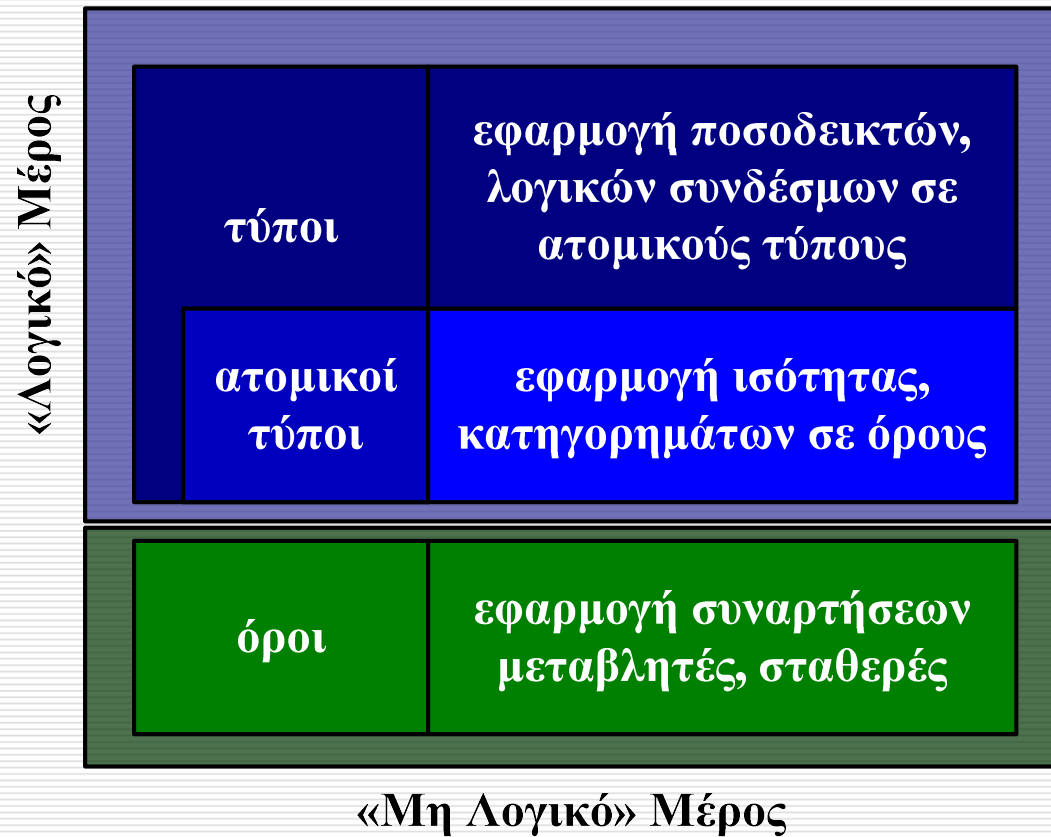 «Λογικό» Μέρος
τύποι
εφαρμογή ποσοδεικτών,
λογικών συνδέσμων σε
ατομικούς τύπους
ατομικοί
τύποι
εφαρμογή ισότητας,
κατηγορημάτων σε όρους
όροι
εφαρμογή συναρτήσεων
μεταβλητές, σταθερές
«Μη Λογικό» Μέρος